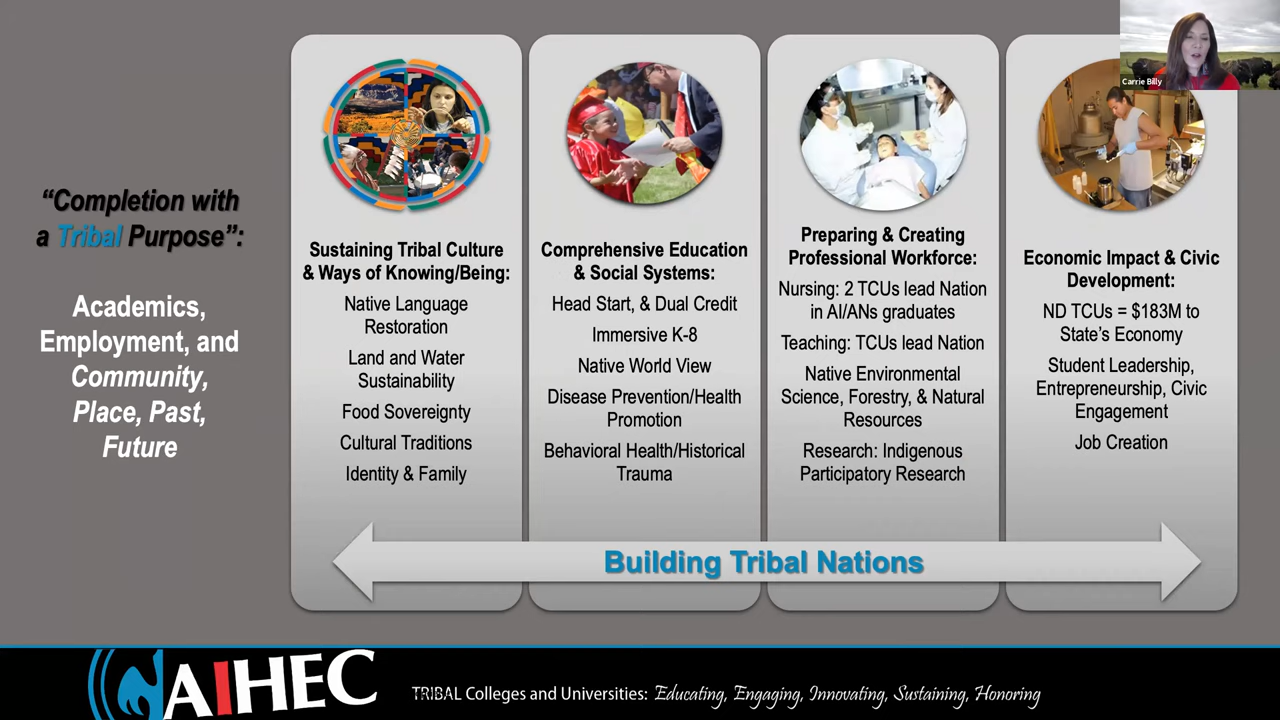 Carrie Billy
“Completion with
a Tribal Purpose”:
Academics,
Employment, and
Community,
Place, Past,
Future
Sustaining Tribal Culture
& Ways of Knowing/Being:
Native Language
Restoration
Land and Water
Sustainability
Food Sovereignty
Cultural Traditions
Identity & Family
Comprehensive Education
& Social Systems:
Head Start, & Dual Credit
Immersive K-8
Native World View
Disease Prevention/Health
Promotion
Behavioral Health/Historical
Trauma
Preparing & Creating
Professional Workforce:
Nursing: 2 TCUs lead Nation
in AI/ANs graduates
Teaching: TCUs lead Nation
Native Environmental
Science, Forestry, & Natural
Resources
Research: Indigenous
Participatory Research
Economic Impact & Civic
Development:
ND TCUs = $183M to
State’s Economy
Student Leadership,
Entrepreneurship, Civic
Engagement
Job Creation
Building Tribal Nations
AIHEC
TRIBAL Colleges and Universities: Educating, Engaging, Innovating, Sustaining, Honoring